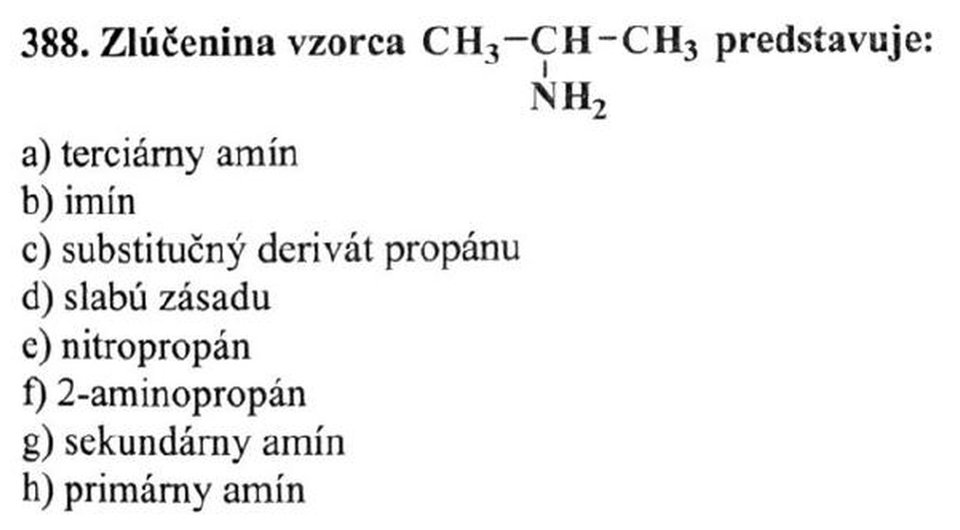 388. Zlúčenina vzorca CH₃–CH–CH₃ predstavuje:
NH₂
a) terciárny amín
b) imín
c) substitučný derivát propánu
d) slabú zásadu
e) nitropropán
f) 2-aminopropán
g) sekundárny amín
h) primárny amín